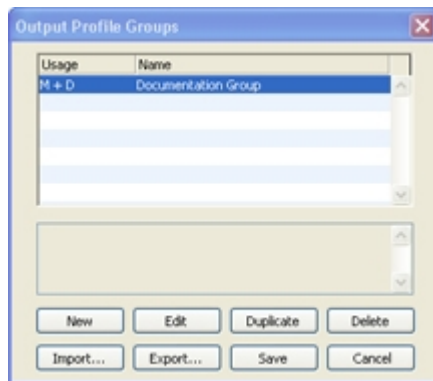 Output Profile Groups
Usage Name
M + D Documentation Group
New Edit Duplicate Delete
Import... Export... Save Cancel